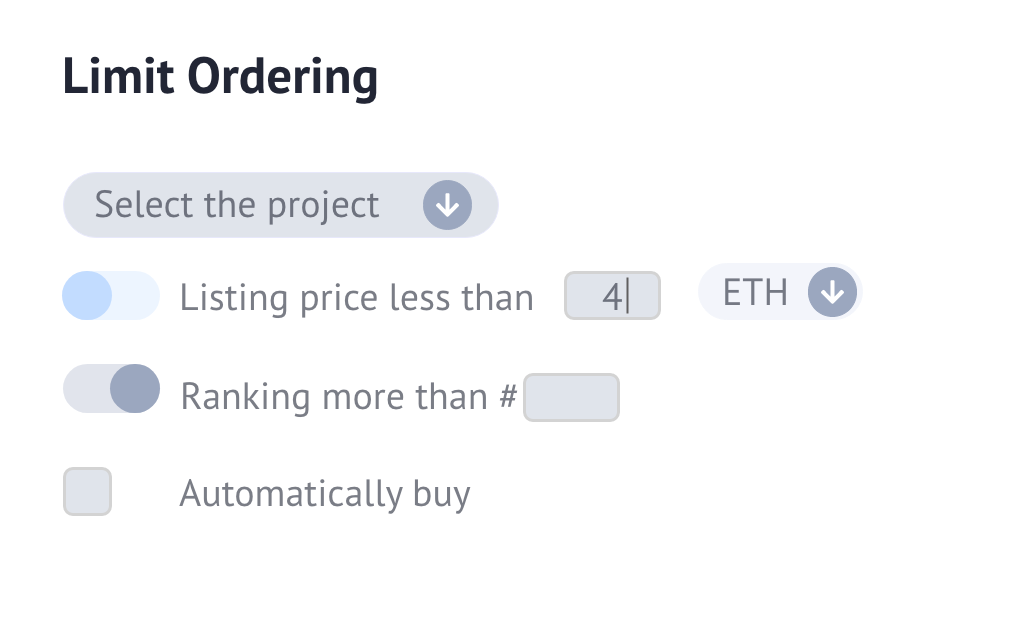 Limit Ordering
Select the project
Listing price less than 4 ETH
Ranking more than #
Automatically buy